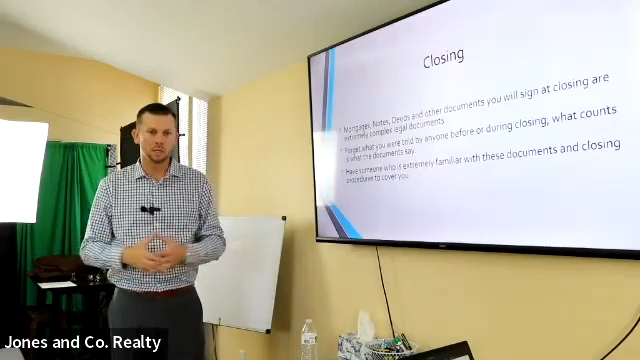 Closing
Mortgages, Notes, Deeds and other documents you will sign at closing are
extremely complex legal documents
Forget what you were told by anyone before or during closing, what counts
is what the documents say.
Have someone who is extremely familiar with these documents and closing
procedures to cover you.
Jones and Co. Realty